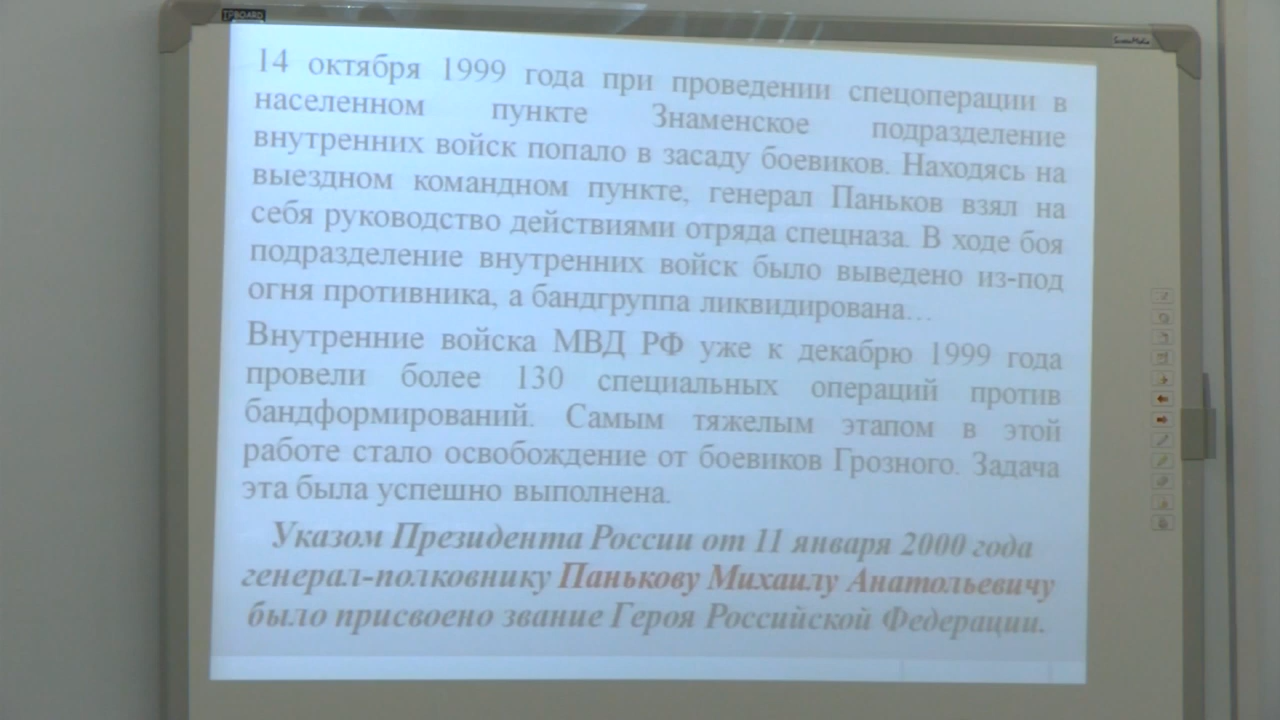 TPBOARD
14 октября 1999 года при проведении спецоперации в
населенном пункте Знаменское подразделение
внутренних войск попало в засаду боевиков. Находясь на
выездном командном пункте, генерал Паньков взял на
себя руководство действиями отряда спецназа. В ходе боя
подразделение внутренних войск было выведено из-под
огня противника, а бандгруппа ликвидирована…
Внутренние войска МВД РФ уже к декабрю 1999 года
провели более 130 специальных операций против
бандформирований. Самым тяжелым этапом в этой
работе стало освобождение от боевиков Грозного. Задача
эта была успешно выполнена.
Указом Президента России от 11 января 2000 года
генерал-полковнику Панькову Михаилу Анатольевичу
было присвоено звание Героя Российской Федерации.